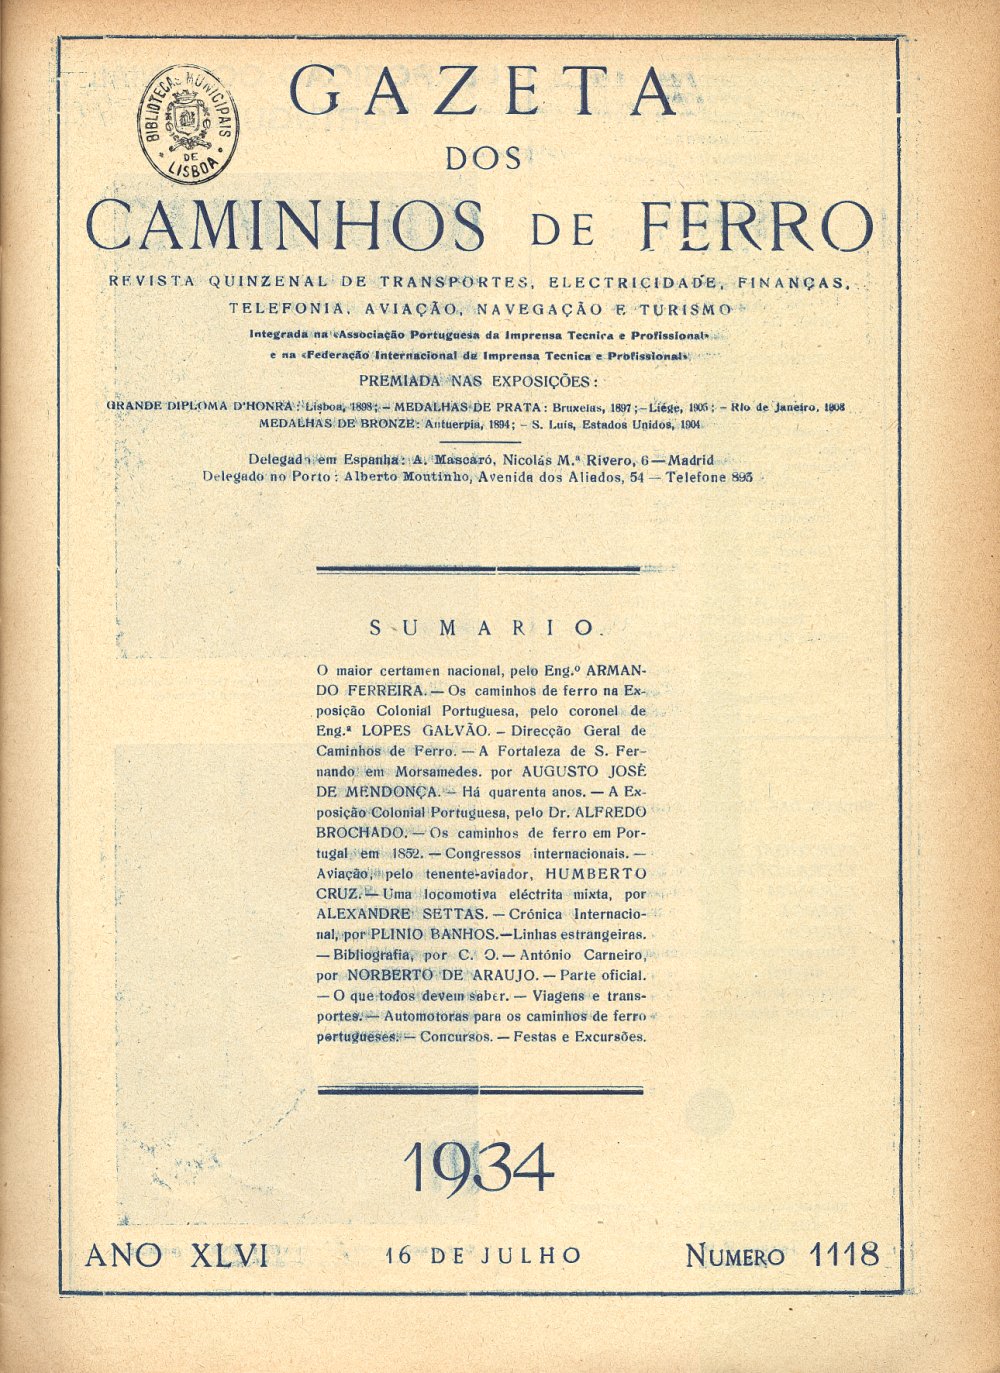 GAZETA
BIBLIOTECAS MUNICIPAIS
DE
LISBOA
DOS
CAMINHOS DE FERRO
REVISTA QUINZENAL DE TRANSPORTES, ELECTRICIDADE, FINANÇAS,
TELEFONIA, AVIAÇÃO, NAVEGAÇÃO E TURISMO
Integrada na «Associação Portuguesa da Imprensa Tecnica e Profissional»
e na «Federação Internacional da Imprensa Tecnica e Profissional»
PREMIADA NAS EXPOSIÇÕES:
GRANDE DIPLOMA D'HONRA: Lisboa, 1898; – MEDALHAS DE PRATA: Bruxelas, 1897; – Liége, 1905; – Rio de Janeiro, 1908
MEDALHAS DE BRONZE: Antuerpia, 1894; – S. Luis, Estados Unidos, 1904
Delegado em Espanha: A. Mascaró, Nicolás M.ª Rivero, 6 — Madrid
Delegado no Porto: Alberto Moutinho, Avenida dos Aliados, 54 — Telefone 893
SUMARIO
O maior certamen nacional, pelo Eng.º ARMAN-
DO FERREIRA. — Os caminhos de ferro na Ex-
posição Colonial Portuguesa, pelo coronel de
Eng.ª LOPES GALVÃO. – Direcção Geral de
Caminhos de Ferro. — A Fortaleza de S. Fer-
nando em Morsamedes. por AUGUSTO JOSÉ
DE MENDONÇA. — Há quarenta anos. — A Ex-
posição Colonial Portuguesa, pelo Dr. ALFREDO
BROCHADO. — Os caminhos de ferro em Por-
tugal em 1852. — Congressos internacionais. —
Aviação, pelo tenente-aviador, HUMBERTO
CRUZ. — Uma locomotiva eléctrita mixta, por
ALEXANDRE SETTAS. — Crónica Internacio-
nal, por PLINIO BANHOS. — Linhas estrangeiras.
— Bibliografia, por C. O. — António Carneiro,
por NORBERTO DE ARAUJO. — Parte oficial.
— O que todos devem saber. — Viagens e trans-
portes. — Automotoras para os caminhos de ferro
portugueses. — Concursos. — Festas e Excursões.
1934
ANO XLVI 16 DE JULHO NUMERO 1118